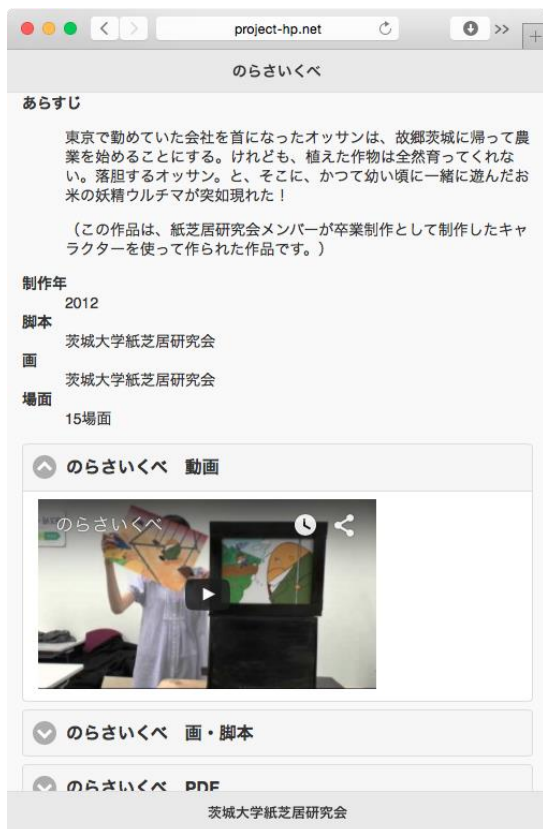 project-hp.net
のらさいくべ
あらすじ
東京で勤めていた会社を首になったオッサンは、故郷茨城に帰って農
業を始めることにする。けれども、植えた作物は全然育ってくれな
い。落胆するオッサン。と、そこに、かつて幼い頃に一緒に遊んだお
米の妖精ウルチマが突如現れた！
（この作品は、紙芝居研究会メンバーが卒業制作として制作したキャ
ラクターを使って作られた作品です。）
制作年
2012
脚本
茨城大学紙芝居研究会
画
茨城大学紙芝居研究会
場面
15場面
のらさいくべ　動画
のらさいくべ
のらさいくべ　画・脚本
のらさいくべ　PDF
茨城大学紙芝居研究会